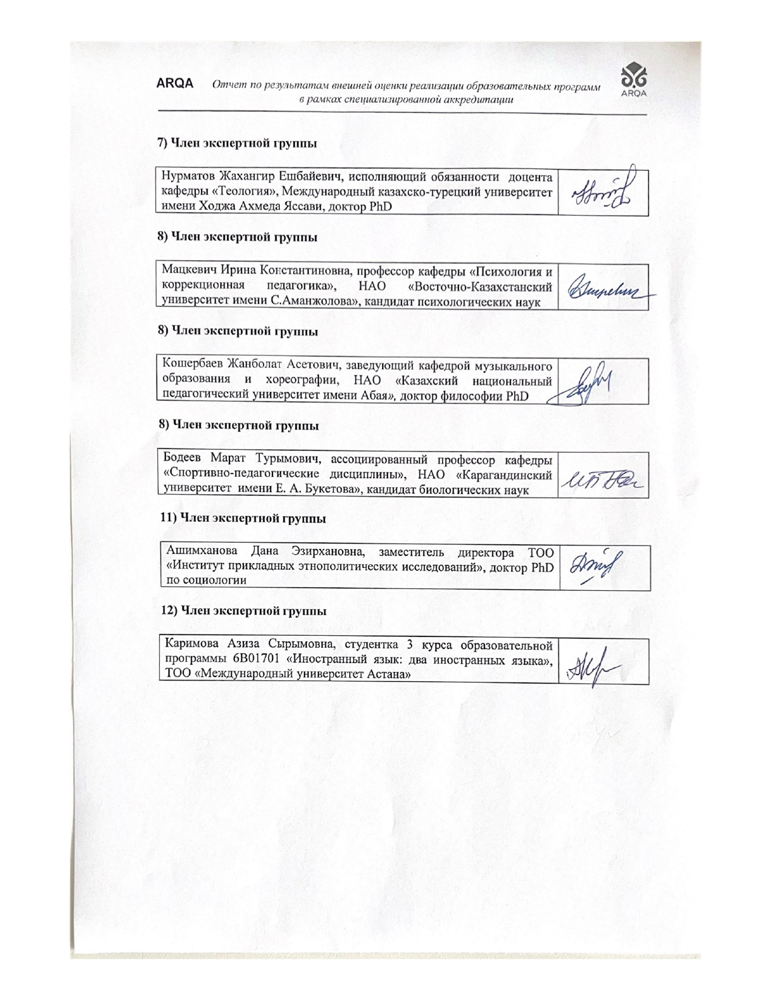 ARQA Отчет по результатам внешней оценки реализации образовательных программ
в рамках специализированной аккредитации
ARQA
7) Член экспертной группы
Нурматов Жахангир Ешбайевич, исполняющий обязанности доцента
кафедры «Теология», Международный казахско-турецкий университет
имени Ходжа Ахмеда Яссави, доктор PhD
8) Член экспертной группы
Мацкевич Ирина Константиновна, профессор кафедры «Психология и
коррекционная педагогика», НАО «Восточно-Казахстанский
университет имени С.Аманжолова», кандидат психологических наук
8) Член экспертной группы
Кошербаев Жанболат Асетович, заведующий кафедрой музыкального
образования и хореографии, НАО «Казахский национальный
педагогический университет имени Абая», доктор философии PhD
8) Член экспертной группы
Бодеев Марат Турымович, ассоциированный профессор кафедры
«Спортивно-педагогические дисциплины», НАО «Карагандинский
университет имени Е. А. Букетова», кандидат биологических наук
11) Член экспертной группы
Ашимханова Дана Эзирхановна, заместитель директора ТОО
«Институт прикладных этнополитических исследований», доктор PhD
по социологии
12) Член экспертной группы
Каримова Азиза Сырымовна, студентка 3 курса образовательной
программы 6В01701 «Иностранный язык: два иностранных языка»,
ТОО «Международный университет Астана»